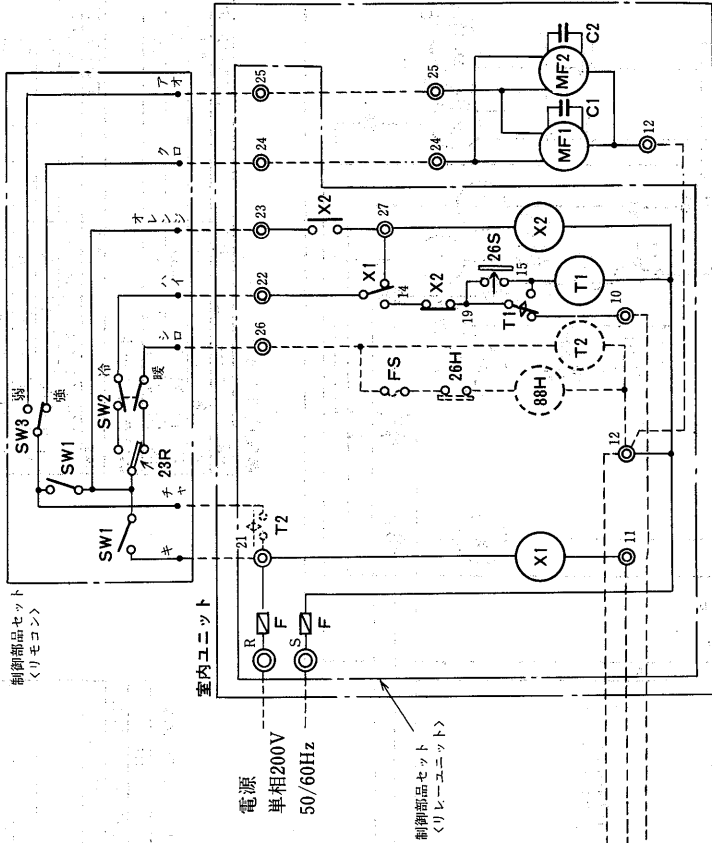 制御部品セット
〈リモコン〉
SW3
弱
強
SW1
SW2
冷
暖
23R
SW1
アオ
クロ
オレンジ
ハイ
シロ
チャ
キ
室内ユニット
25
24
23
22
26
21
T2
R
F
S
F
25
24
X2
27
X1
14
X2
19
26S
15
T1
T1
10
FS
26H
88H
T2
12
X2
X1
11
MF1
C1
MF2
C2
12
電源
単相200V
50/60Hz
制御部品セット
〈リレーユニット〉